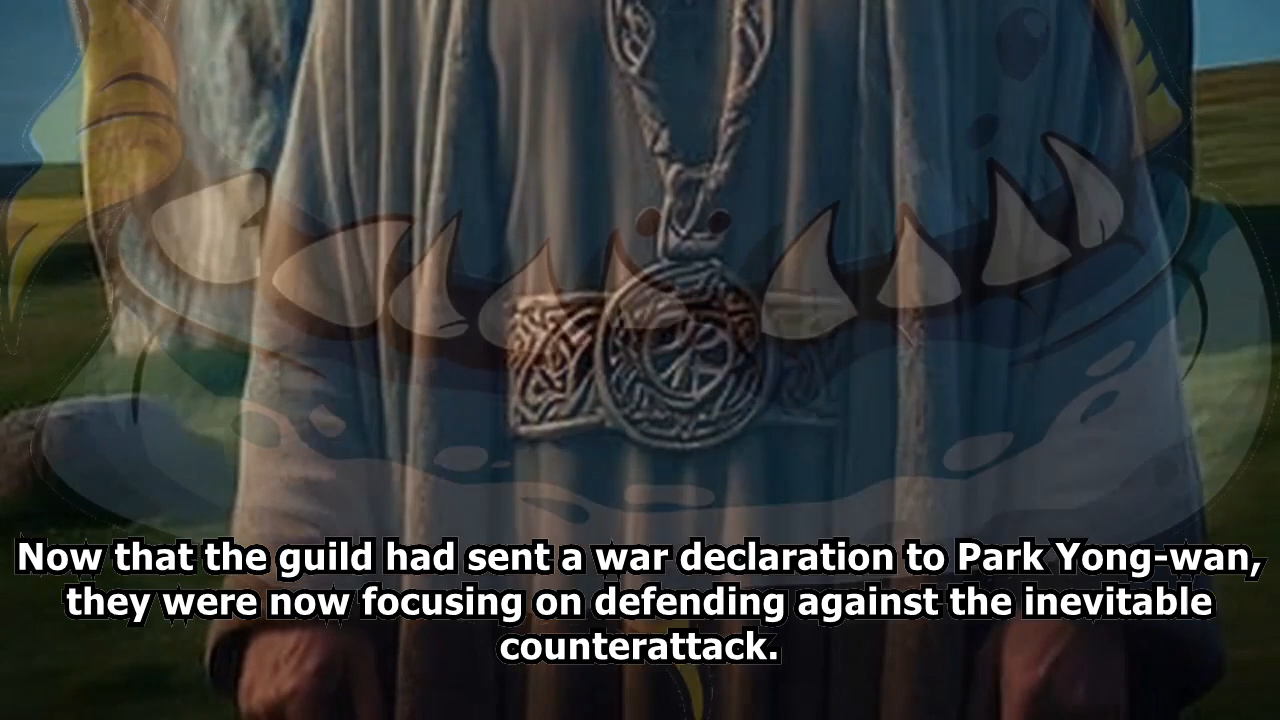 Now that the guild had sent a war declaration to Park Yong-wan,
they were now focusing on defending against the inevitable
counterattack.